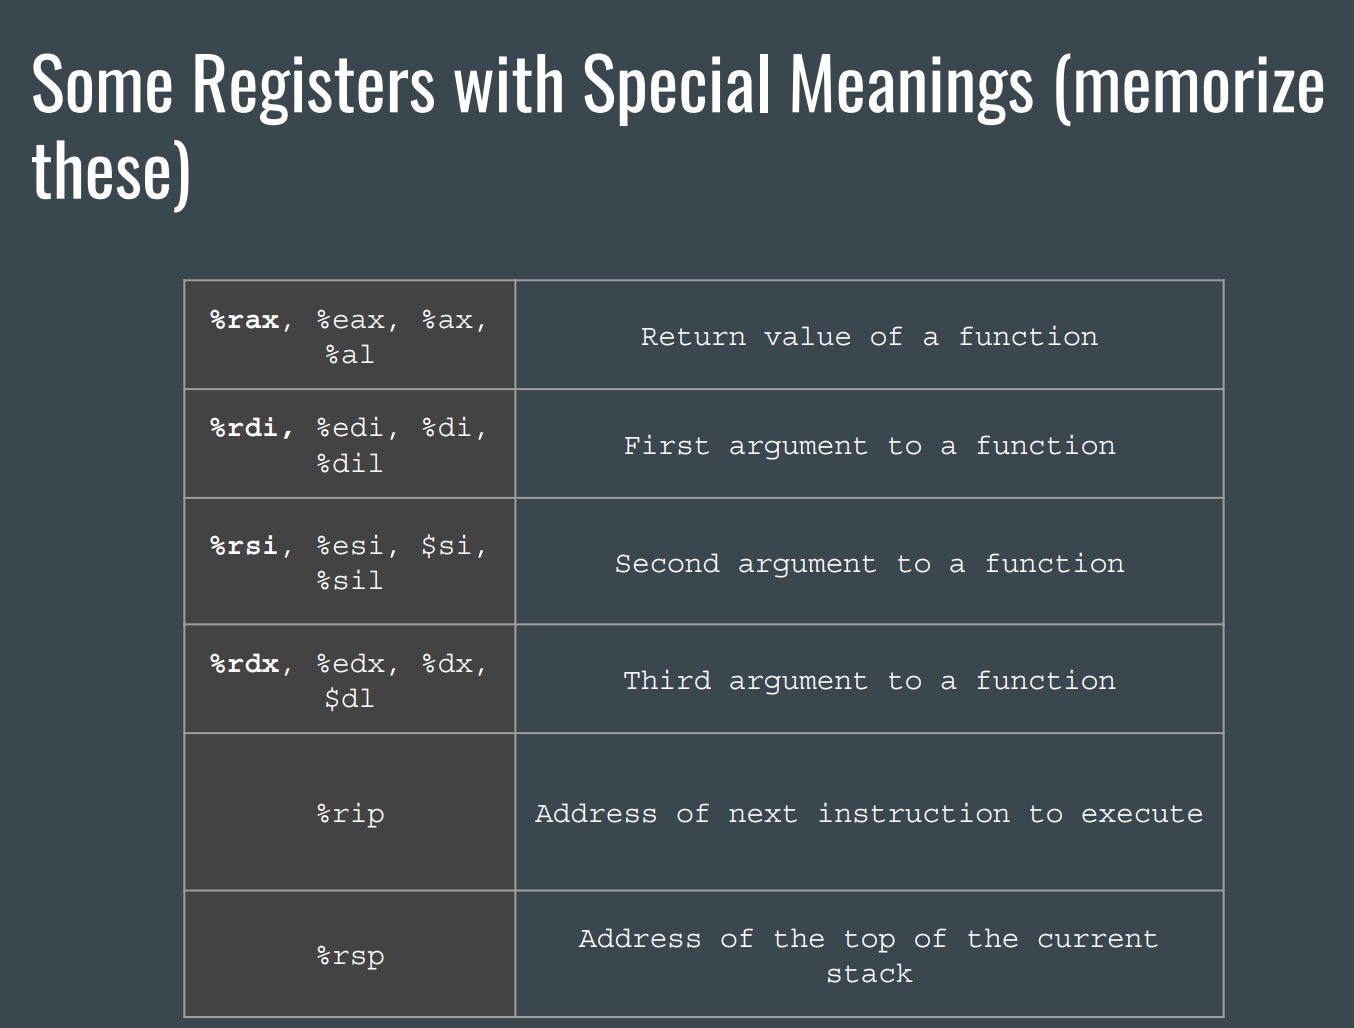 Some Registers with Special Meanings (memorize
these)
%rax, %eax, %ax,
%al
Return value of a function
%rdi, %edi, %di,
%dil
First argument to a function
%rsi, %esi, $si,
%sil
Second argument to a function
%rdx, %edx, %dx,
$dl
Third argument to a function
%rip
Address of next instruction to execute
%rsp
Address of the top of the current
stack